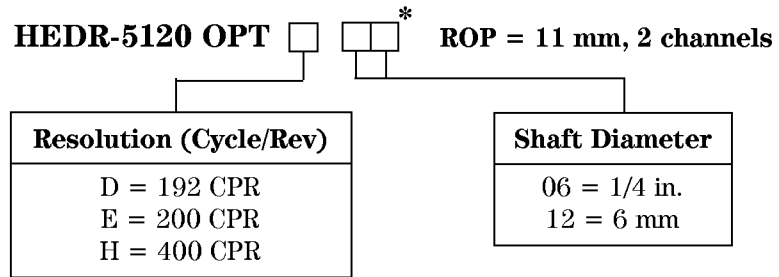 HEDR-5120 OPT □ □□* ROP = 11 mm, 2 channels
Resolution (Cycle/Rev)
D = 192 CPR
E = 200 CPR
H = 400 CPR
Shaft Diameter
06 = 1/4 in.
12 = 6 mm